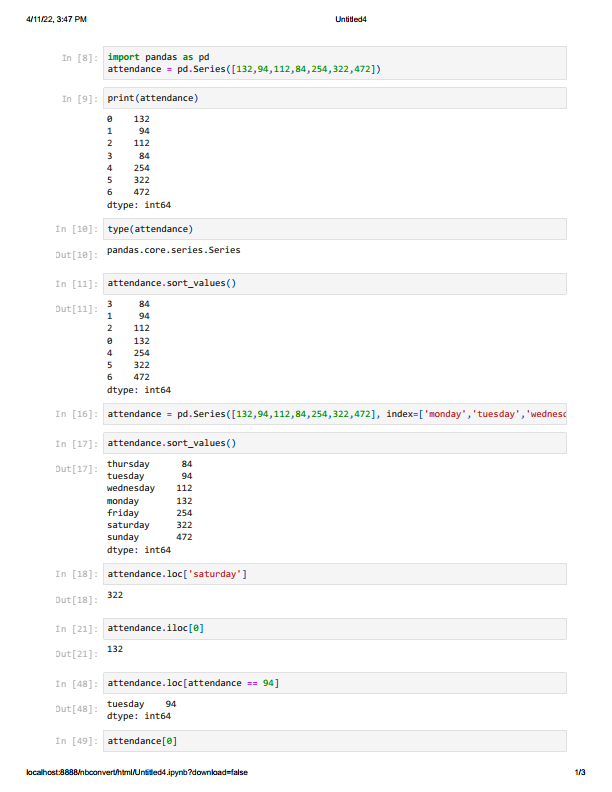 4/11/22, 3:47 PM Untitled4
In [8]: import pandas as pd
attendance = pd.Series([132,94,112,84,254,322,472])
In [9]: print(attendance)
0 132
1 94
2 112
3 84
4 254
5 322
6 472
dtype: int64
In [10]: type(attendance)
Out[10]: pandas.core.series.Series
In [11]: attendance.sort_values()
Out[11]: 3 84
1 94
2 112
0 132
4 254
5 322
6 472
dtype: int64
In [16]: attendance = pd.Series([132,94,112,84,254,322,472], index=['monday','tuesday','wednesd
In [17]: attendance.sort_values()
Out[17]: thursday 84
tuesday 94
wednesday 112
monday 132
friday 254
saturday 322
sunday 472
dtype: int64
In [18]: attendance.loc['saturday']
Out[18]: 322
In [21]: attendance.iloc[0]
Out[21]: 132
In [48]: attendance.loc[attendance == 94]
Out[48]: tuesday 94
dtype: int64
In [49]: attendance[0]
localhost:8888/nbconvert/html/Untitled4.ipynb?download=false 1/3